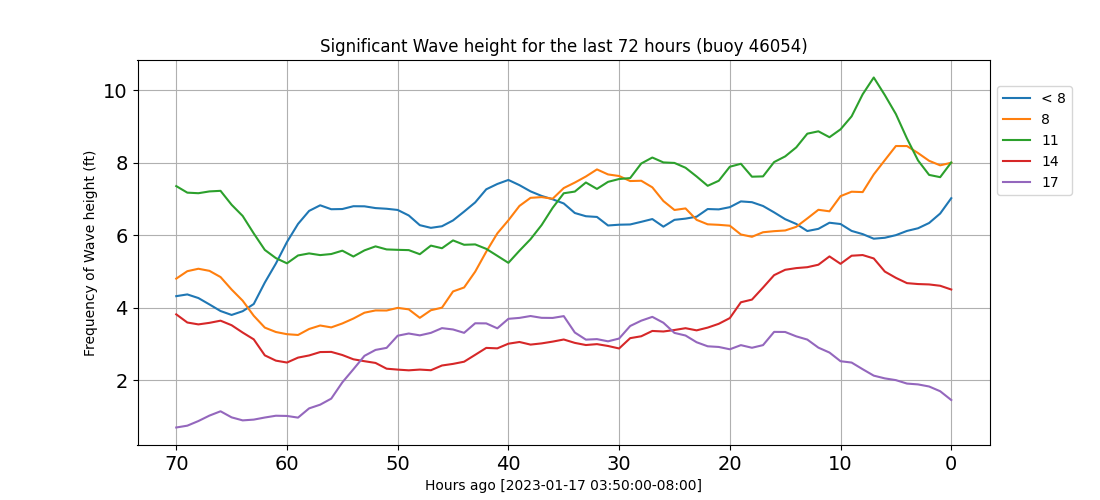 Significant Wave height for the last 72 hours (buoy 46054)
Frequency of Wave height (ft)
10
8
6
4
2
70 60 50 40 30 20 10 0
Hours ago [2023-01-17 03:50:00-08:00]
< 8
8
11
14
17